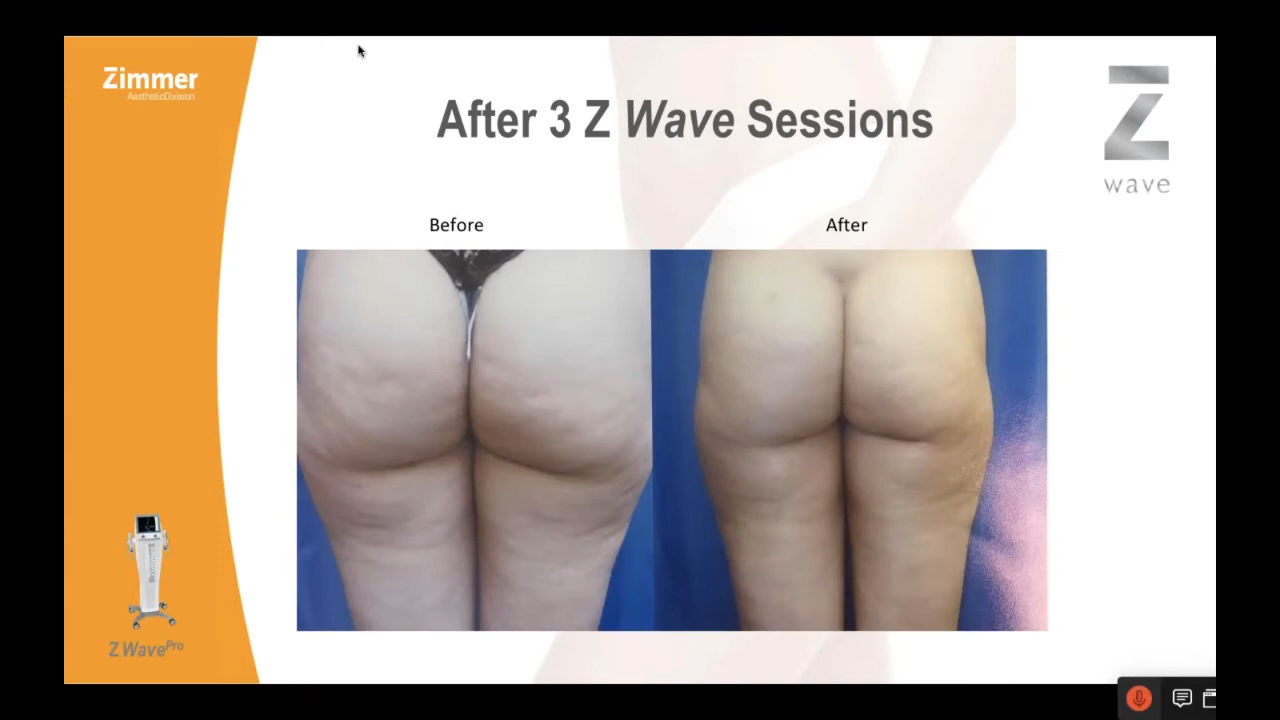 Zimmer
AestheticDivision
After 3 Z Wave Sessions
Z
wave
Before
After
Z WavePro